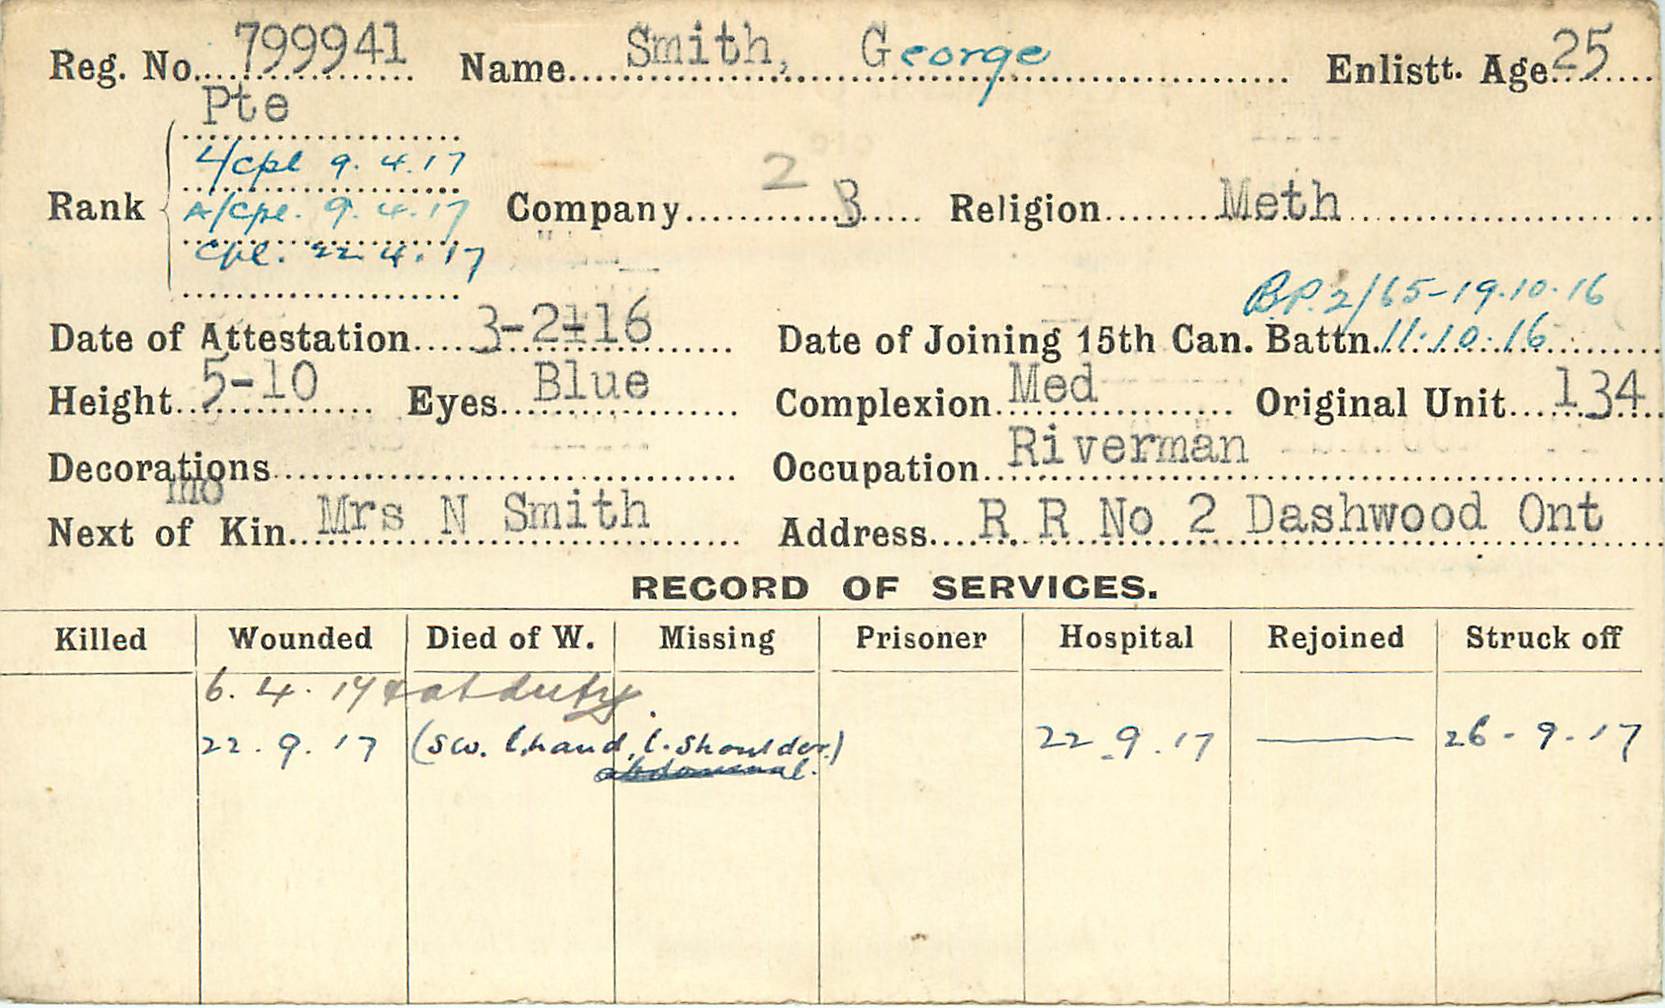 Reg. No. 799941 Name Smith, George Enlistt. Age 25
Pte
L/cpl 9.4.17
Rank A/Cpl. 9.4.17 Company 2 3 Religion Meth
Cpl. 22.4.17
BP.2/65-19.10.16
Date of Attestation 3-2-16 Date of Joining 15th Can. Battn. 11.10.16
Height 5-10 Eyes Blue Complexion Med Original Unit 134
Decorations Occupation Riverman
mo
Next of Kin Mrs N Smith Address R R No 2 Dashwood Ont
RECORD OF SERVICES.
Killed Wounded Died of W. Missing Prisoner Hospital Rejoined Struck off
6.4.17 at duty.
22.9.17 (sw. l.hand, l.shoulder.) 22.9.17 — 26-9-17
abdominal.